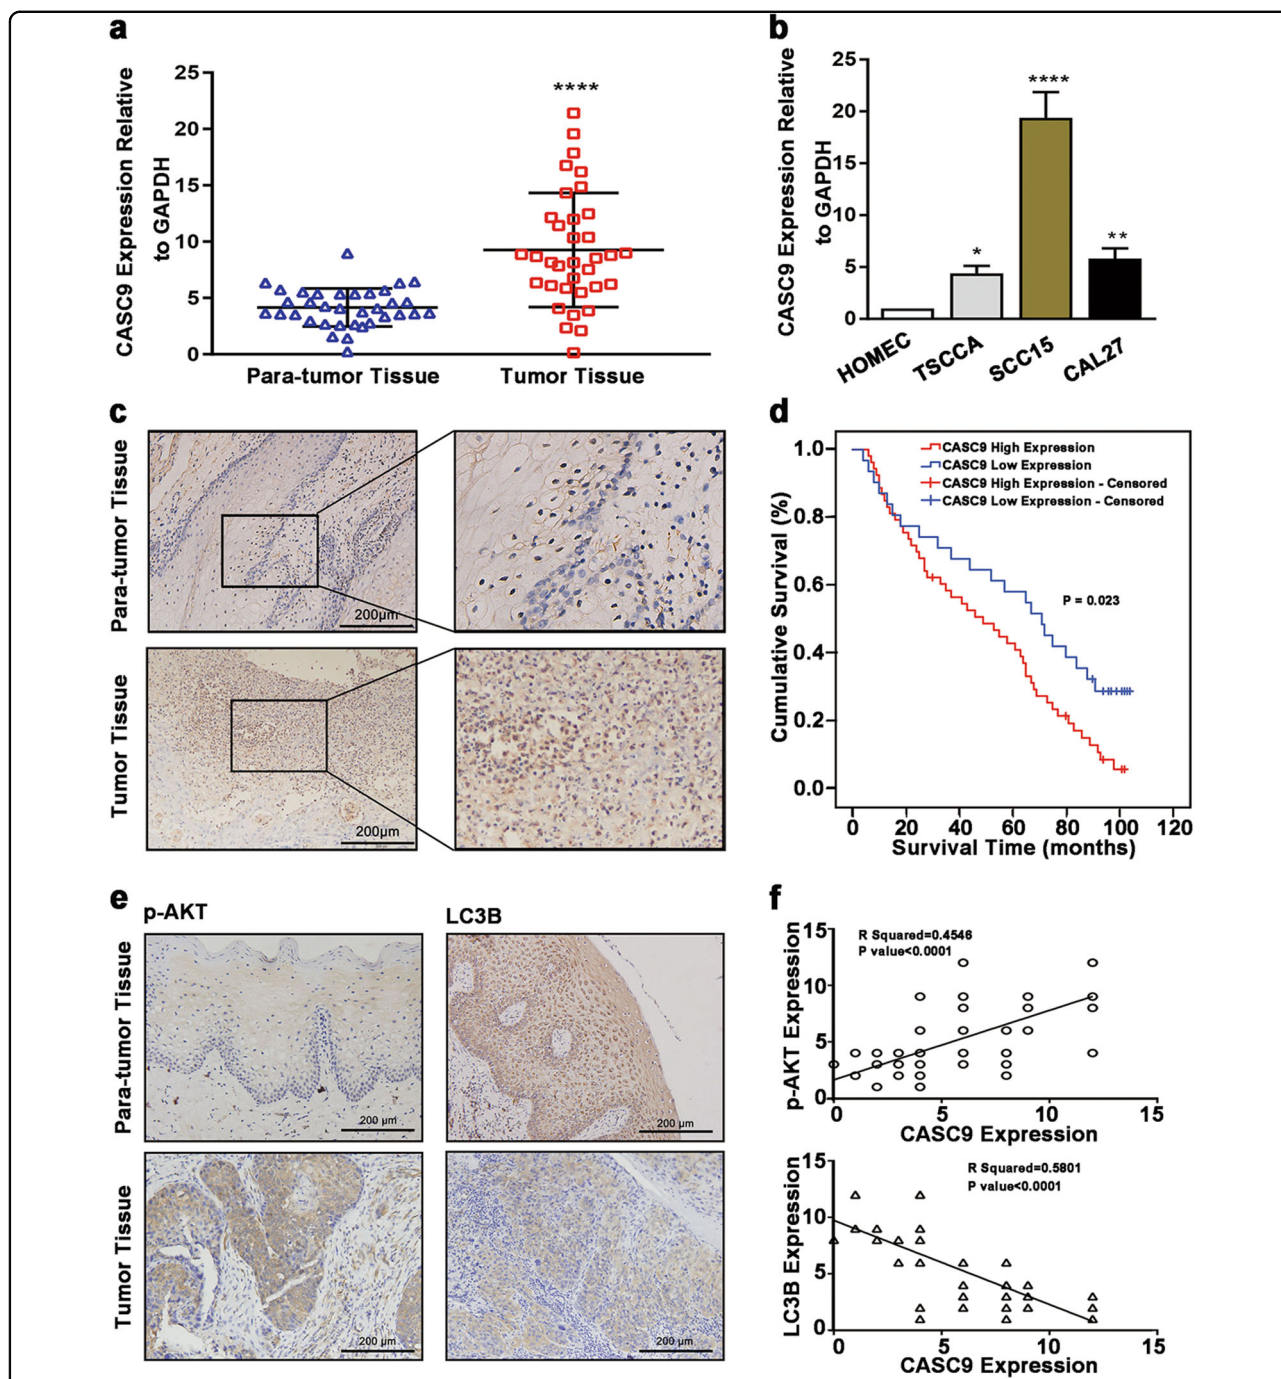 a
CASC9 Expression Relative
to GAPDH
25
20
15
10
5
0
****
Para-tumor Tissue
Tumor Tissue
b
CASC9 Expression Relative
to GAPDH
25
20
15
10
5
0
*
****
**
HOMEC
TSCCA
SCC15
CAL27
c
Para-tumor Tissue
200μm
Tumor Tissue
200μm
d
Cumulative Survival (%)
1.0
0.8
0.6
0.4
0.2
0.0
CASC9 High Expression
CASC9 Low Expression
CASC9 High Expression - Censored
CASC9 Low Expression - Censored
P = 0.023
0 20 40 60 80 100 120
Survival Time (months)
e
p-AKT
LC3B
Para-tumor Tissue
200 μm
200 μm
Tumor Tissue
200 μm
200 μm
f
p-AKT Expression
15
10
5
0
R Squared=0.4546
P value<0.0001
0 5 10 15
CASC9 Expression
LC3B Expression
15
10
5
0
R Squared=0.5801
P value<0.0001
0 5 10 15
CASC9 Expression